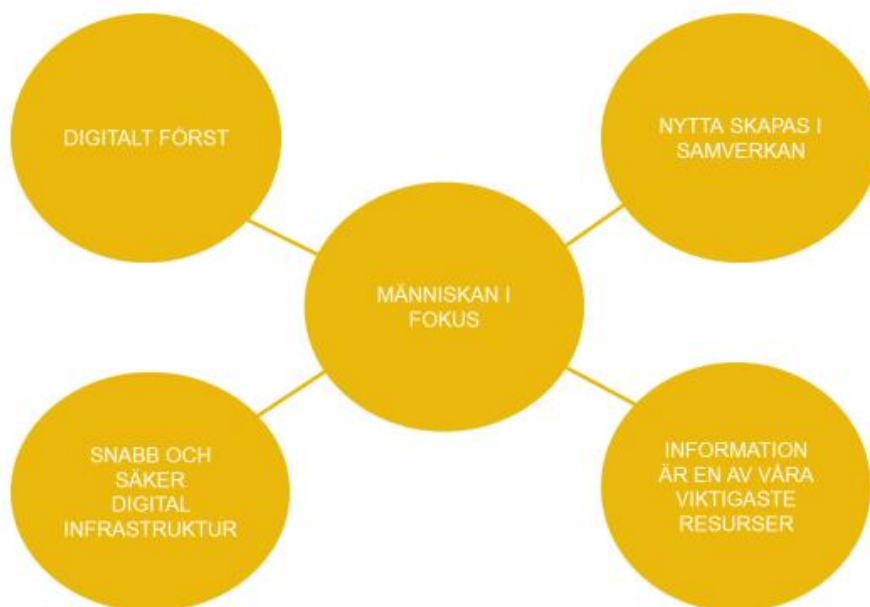 DIGITALT FÖRST
NYTTA SKAPAS I
SAMVERKAN
MÄNNISKAN I
FOKUS
SNABB OCH
SÄKER
DIGITAL
INFRASTRUKTUR
INFORMATION
ÄR EN AV VÅRA
VIKTIGASTE
RESURSER